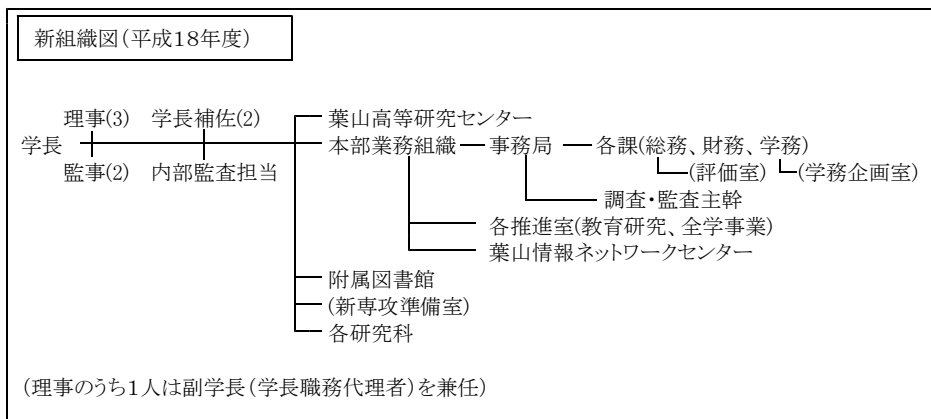 新組織図(平成18年度)
理事(3) 学長補佐(2) 葉山高等研究センター
学長 本部業務組織 事務局 各課(総務、財務、学務)
監事(2) 内部監査担当 (評価室) (学務企画室)
調査・監査主幹
各推進室(教育研究、全学事業)
葉山情報ネットワークセンター
附属図書館
(新専攻準備室)
各研究科
(理事のうち1人は副学長(学長職務代理者)を兼任)